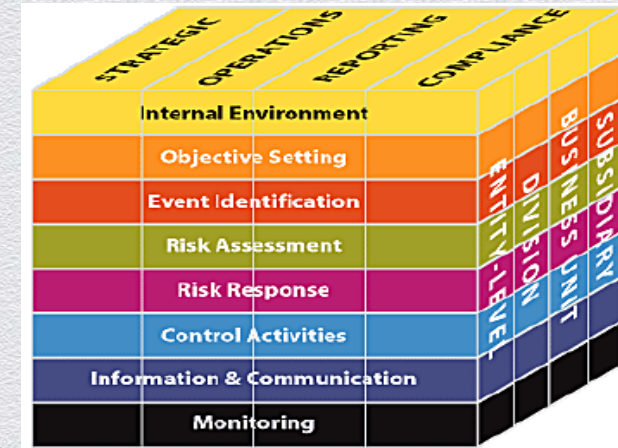 STRATEGIC
OPERATIONS
REPORTING
COMPLIANCE
Internal Environment
Objective Setting
Event Identification
Risk Assessment
Risk Response
Control Activities
Information & Communication
Monitoring
ENTITY-LEVEL
DIVISION
BUSINESS UNIT
SUBSIDIARY